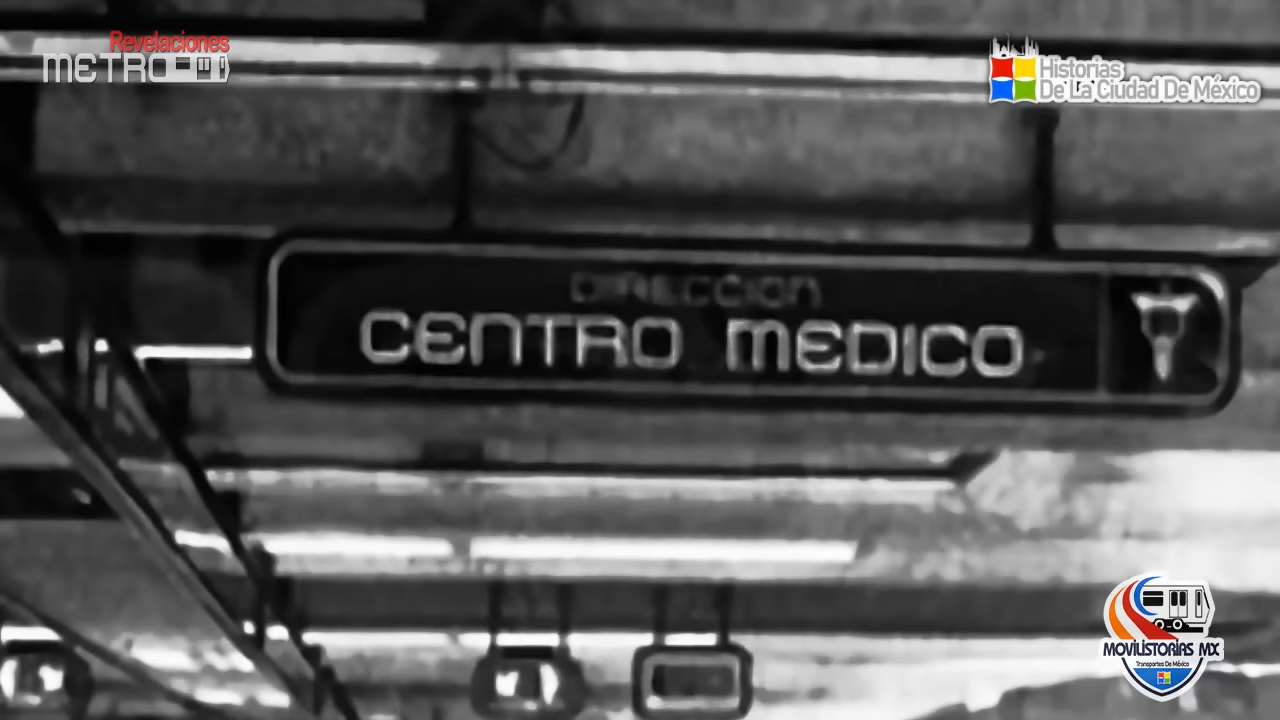 Revelaciones
METRO
Historias
De La Ciudad De México
DIRECCION
CENTRO MEDICO
MOVILISTORIAS MX
Transportes De México